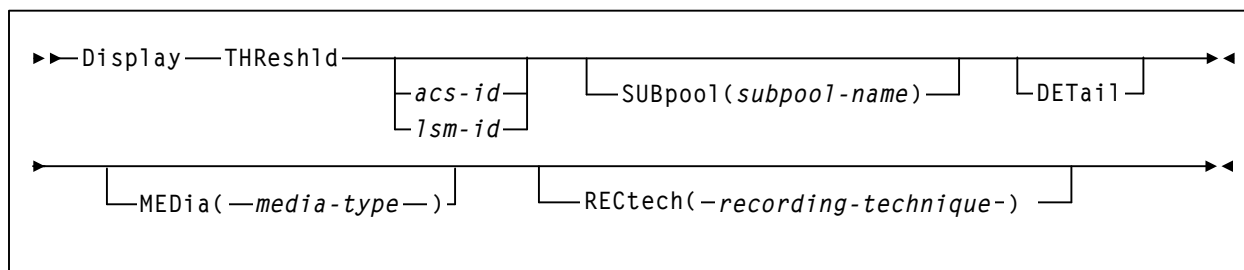 Display THReshld
acs-id
lsm-id
SUBpool(subpool-name)
DETail
MEDia(media-type)
RECtech(recording-technique)